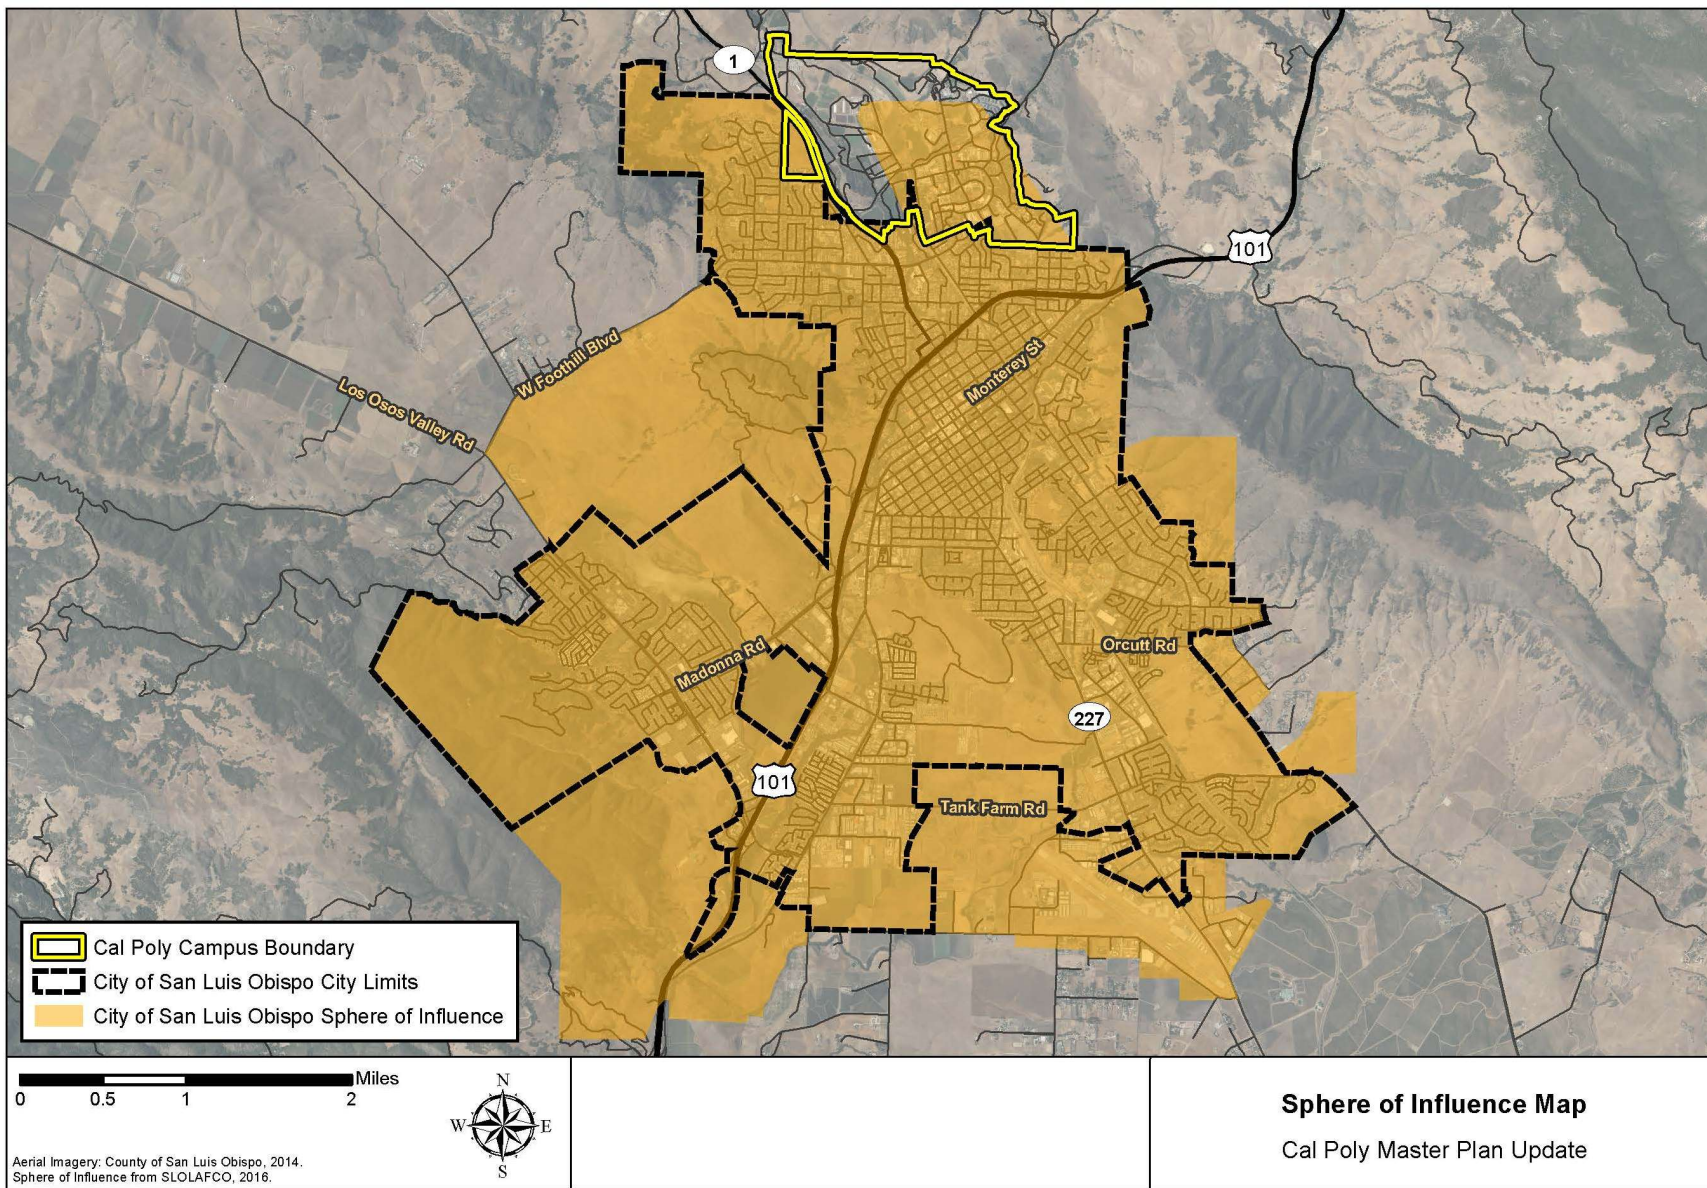 1
101
W Foothill Blvd
Monterey St
Los Osos Valley Rd
Orcutt Rd
Madonna Rd
227
101
Tank Farm Rd
Cal Poly Campus Boundary
City of San Luis Obispo City Limits
City of San Luis Obispo Sphere of Influence
Miles
0 0.5 1 2
N
W E
S
Aerial Imagery: County of San Luis Obispo, 2014.
Sphere of Influence from SLOLAFCO, 2016.
Sphere of Influence Map
Cal Poly Master Plan Update